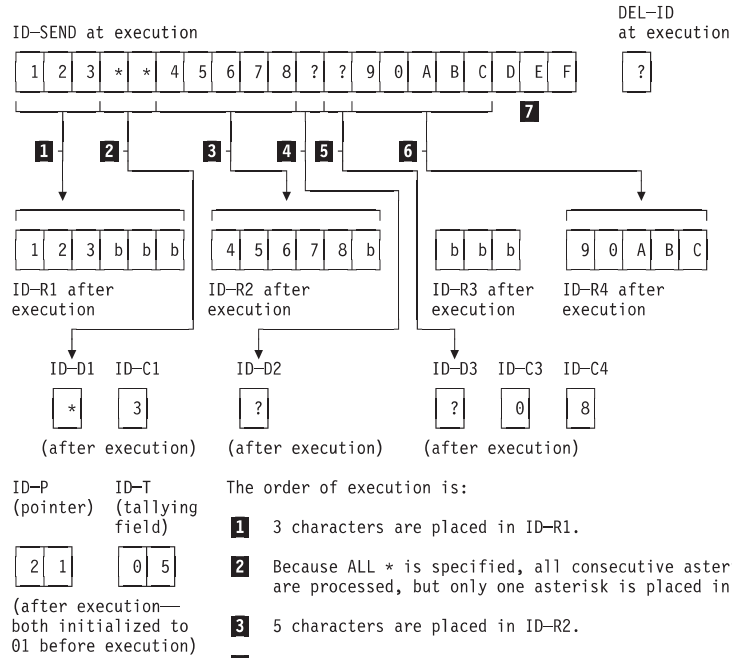 DEL—ID
ID—SEND at execution at execution
1 2 3 * * 4 5 6 7 8 ? ? 9 0 A B C D E F ?
7
1 2 3 4 5 6
1 2 3 b b b 4 5 6 7 8 b b b b 9 0 A B C
ID—R1 after ID—R2 after ID—R3 after ID—R4 after
execution execution execution execution
ID—D1 ID—C1 ID—D2 ID—D3 ID—C3 ID—C4
* 3 ? ? 0 8
(after execution) (after execution) (after execution)
ID—P ID—T The order of execution is:
(pointer) (tallying
field)
1 3 characters are placed in ID—R1.
2 1 0 5
2 Because ALL * is specified, all consecutive aster
are processed, but only one asterisk is placed in
(after execution—
both initialized to
01 before execution)
3 5 characters are placed in ID—R2.